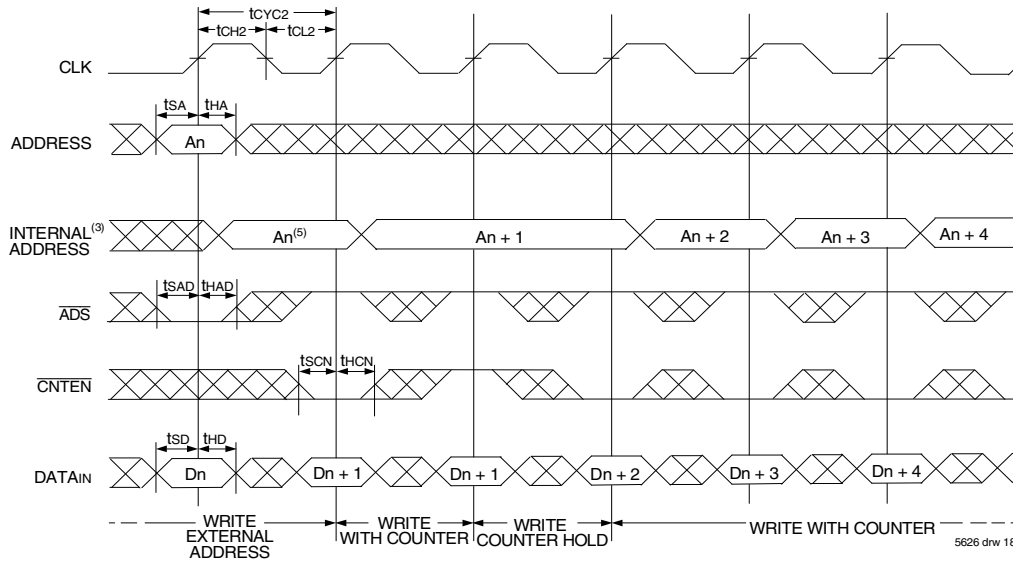 tCYC2
tCH2 tCL2
CLK
tSA tHA
ADDRESS An
INTERNAL(3)
ADDRESS
An(5) An + 1 An + 2 An + 3 An + 4
tSAD tHAD
ADS
tSCN tHCN
CNTEN
tSD tHD
DATAIN Dn Dn + 1 Dn + 1 Dn + 2 Dn + 3 Dn + 4
WRITE
EXTERNAL
ADDRESS
WRITE
WITH COUNTER
WRITE
COUNTER HOLD
WRITE WITH COUNTER
5626 drw 18